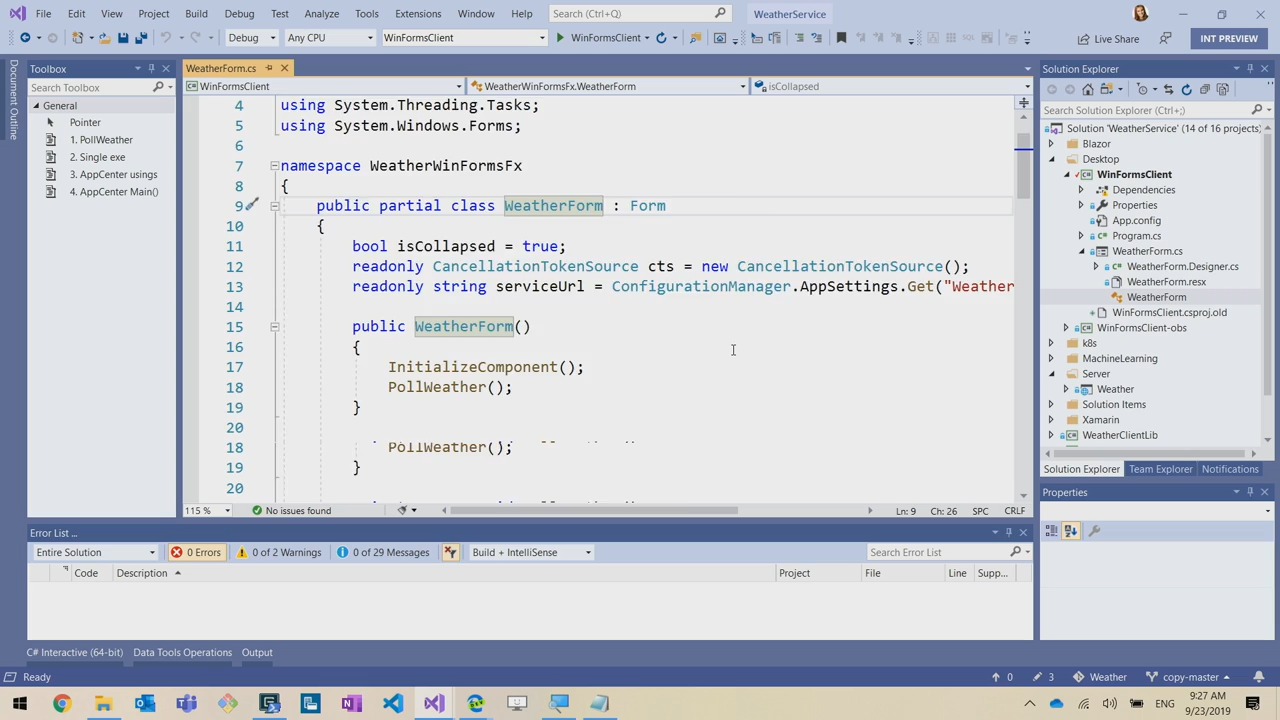 File Edit View Project Build Debug Test Analyze Tools Extensions Window Help Search (Ctrl+Q) WeatherService
Debug Any CPU WinFormsClient WinFormsClient Live Share INT PREVIEW
Document Outline
Toolbox
Search Toolbox
General
Pointer
1. PollWeather
2. Single exe
3. AppCenter usings
4. AppCenter Main()
WeatherForm.cs
WinFormsClient WeatherWinFormsFx.WeatherForm isCollapsed
4 using System.Threading.Tasks;
5 using System.Windows.Forms;
6
7 namespace WeatherWinFormsFx
8 {
9 public partial class WeatherForm : Form
10 {
11 bool isCollapsed = true;
12 readonly CancellationTokenSource cts = new CancellationTokenSource();
13 readonly string serviceUrl = ConfigurationManager.AppSettings.Get("Weather
14
15 public WeatherForm()
16 {
17 InitializeComponent();
18 PollWeather();
19 }
20
18 PollWeather();
19 }
20
115 % No issues found Ln: 9 Ch: 26 SPC CRLF
Solution Explorer
Search Solution Explorer (Ctrl+;)
Solution 'WeatherService' (14 of 16 projects)
Blazor
Desktop
WinFormsClient
Dependencies
Properties
App.config
Program.cs
WeatherForm.cs
WeatherForm.Designer.cs
WeatherForm.resx
WeatherForm
WinFormsClient.csproj.old
WinFormsClient-obs
k8s
MachineLearning
Server
Weather
Solution Items
Xamarin
WeatherClientLib
Solution Explorer Team Explorer Notifications
Properties
Error List ...
Entire Solution 0 Errors 0 of 2 Warnings 0 of 29 Messages Build + IntelliSense Search Error List
Code Description Project File Line Supp...
C# Interactive (64-bit) Data Tools Operations Output
Ready 0 3 Weather copy-master
ENG 9:27 AM
9/23/2019